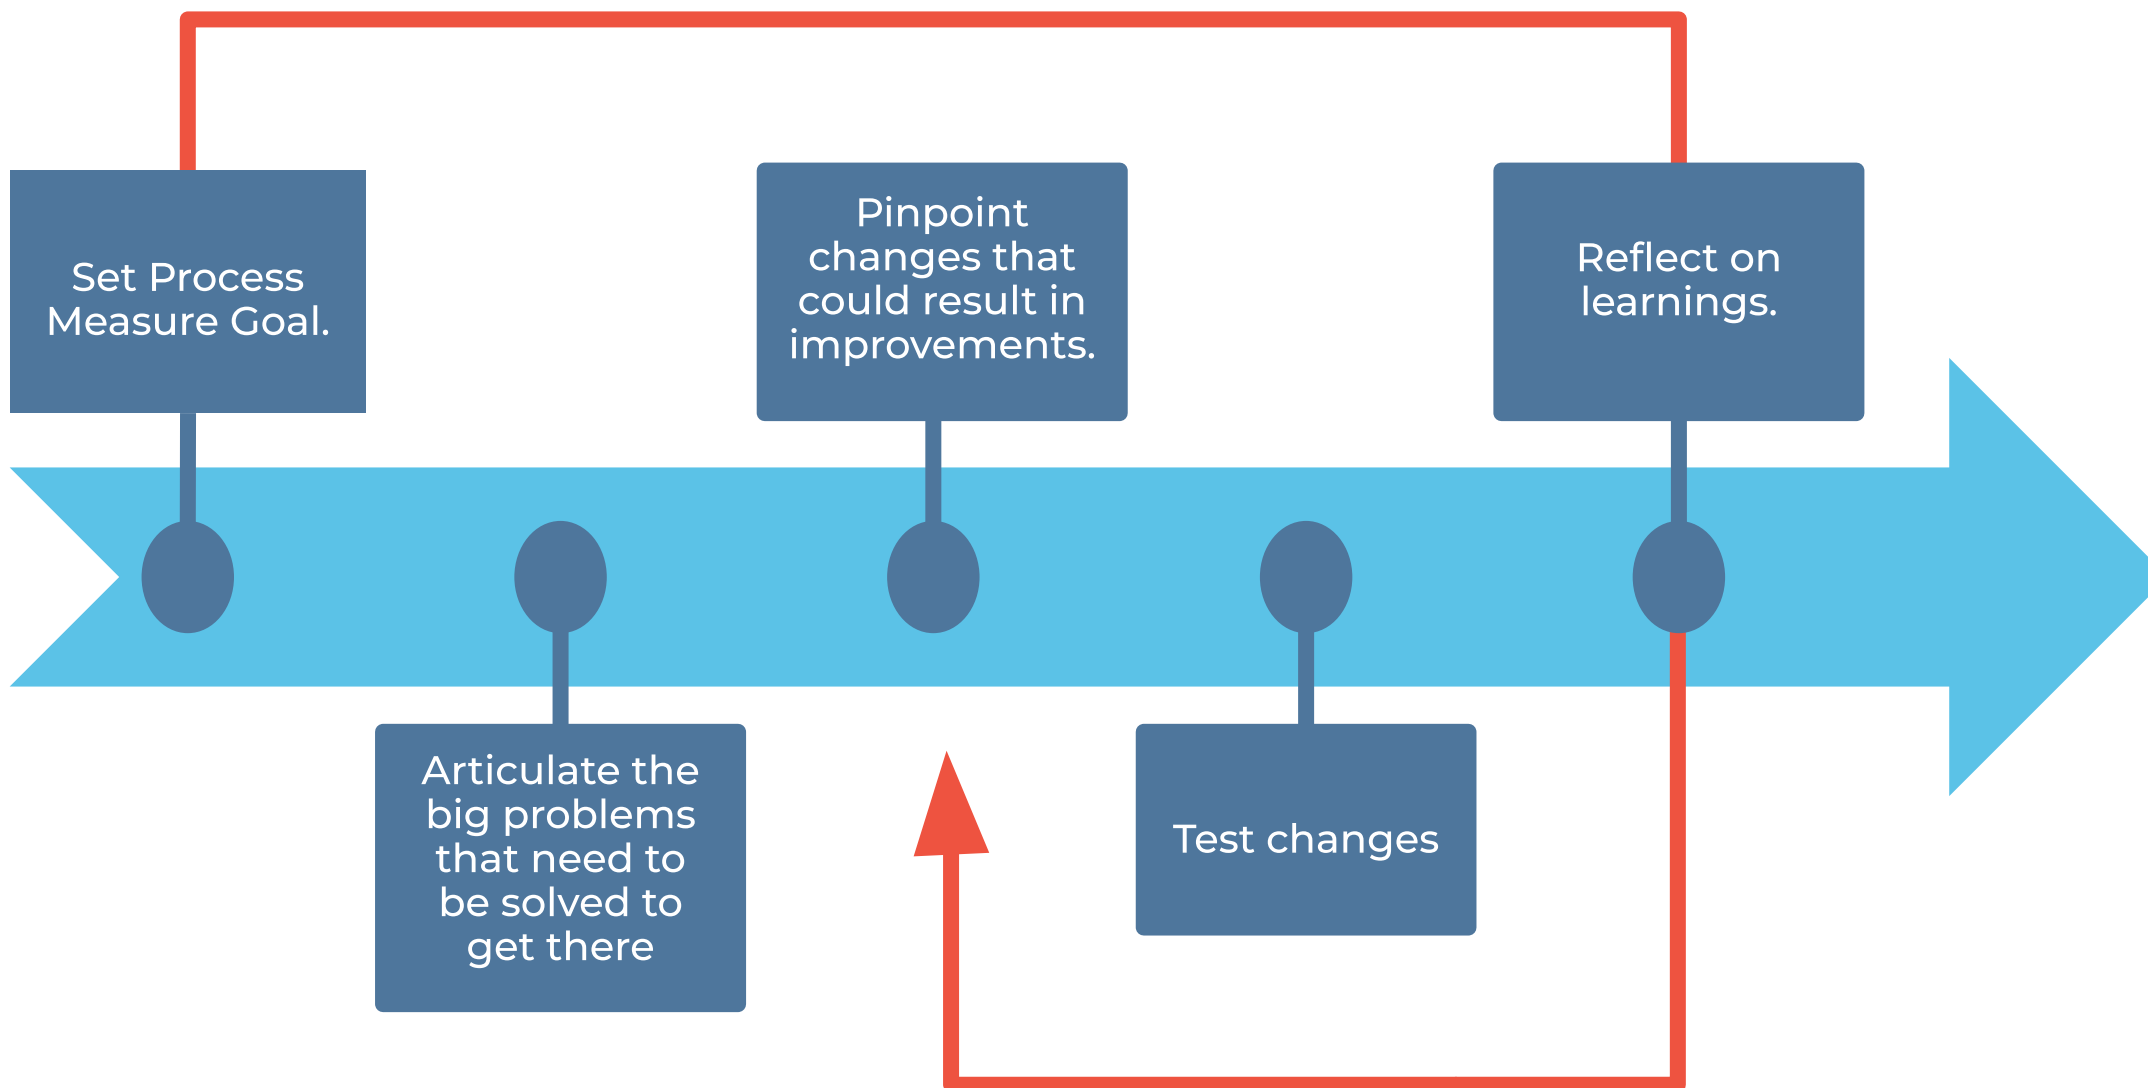 Set Process
Measure Goal.
Articulate the
big problems
that need to
be solved to
get there
Pinpoint
changes that
could result in
improvements.
Test changes
Reflect on
learnings.